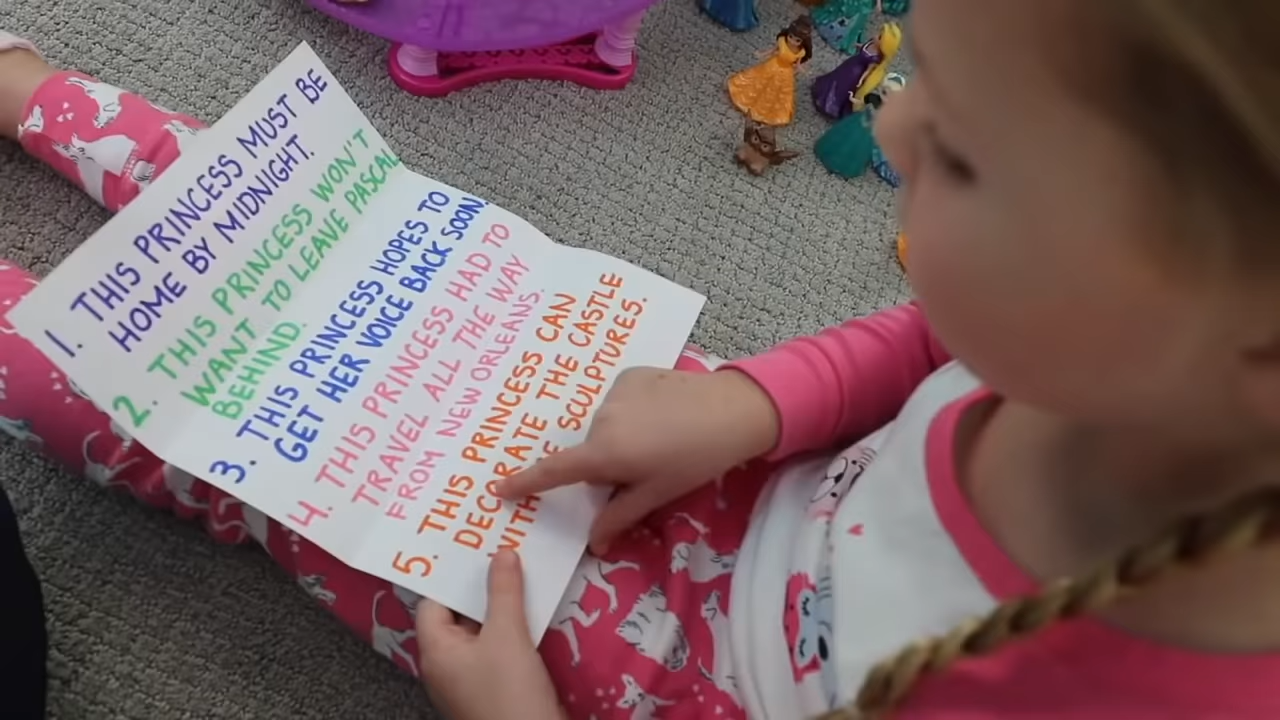 1. THIS PRINCESS MUST BE
HOME BY MIDNIGHT.
2. THIS PRINCESS WON'T
WANT TO LEAVE PASCAL
BEHIND.
3. THIS PRINCESS HOPES TO
GET HER VOICE BACK SOON.
4. THIS PRINCESS HAD TO
TRAVEL ALL THE WAY
FROM NEW ORLEANS.
5. THIS PRINCESS CAN
DECORATE THE CASTLE
WITH SCULPTURES.